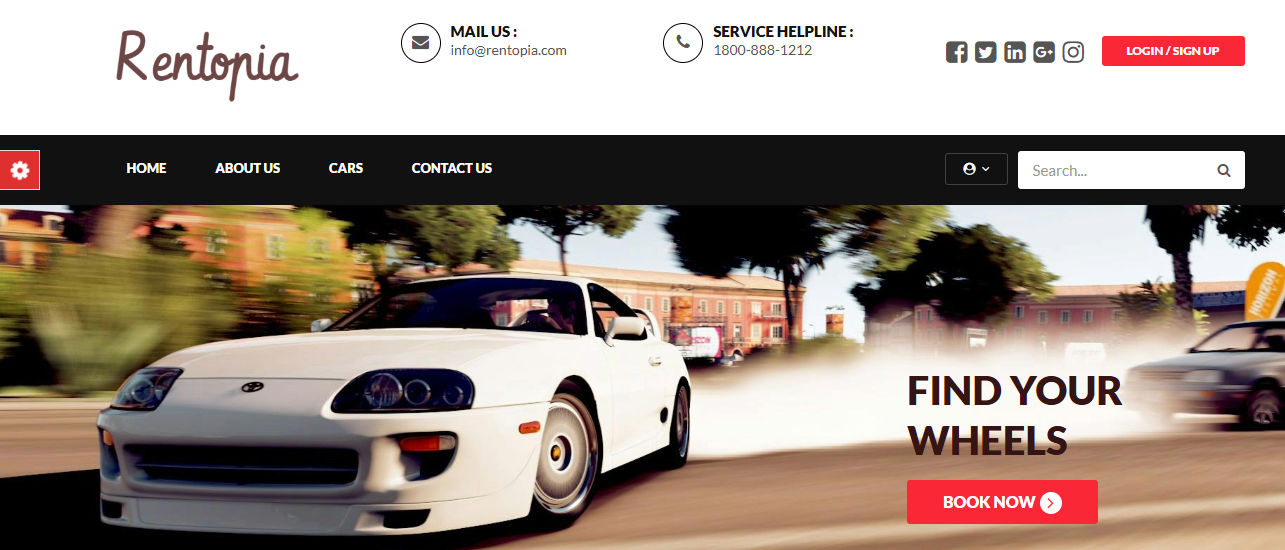 Rentopia
MAIL US :
info@rentopia.com
SERVICE HELPLINE :
1800-888-1212
LOGIN / SIGN UP
HOME
ABOUT US
CARS
CONTACT US
Search...
HORIZON
FIND YOUR
WHEELS
BOOK NOW